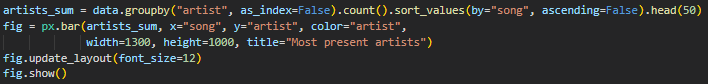 artists_sum = data.groupby("artist", as_index=False).count().sort_values(by="song", ascending=False).head(50)
fig = px.bar(artists_sum, x="song", y="artist", color="artist",
width=1300, height=1000, title="Most present artists")
fig.update_layout(font_size=12)
fig.show()